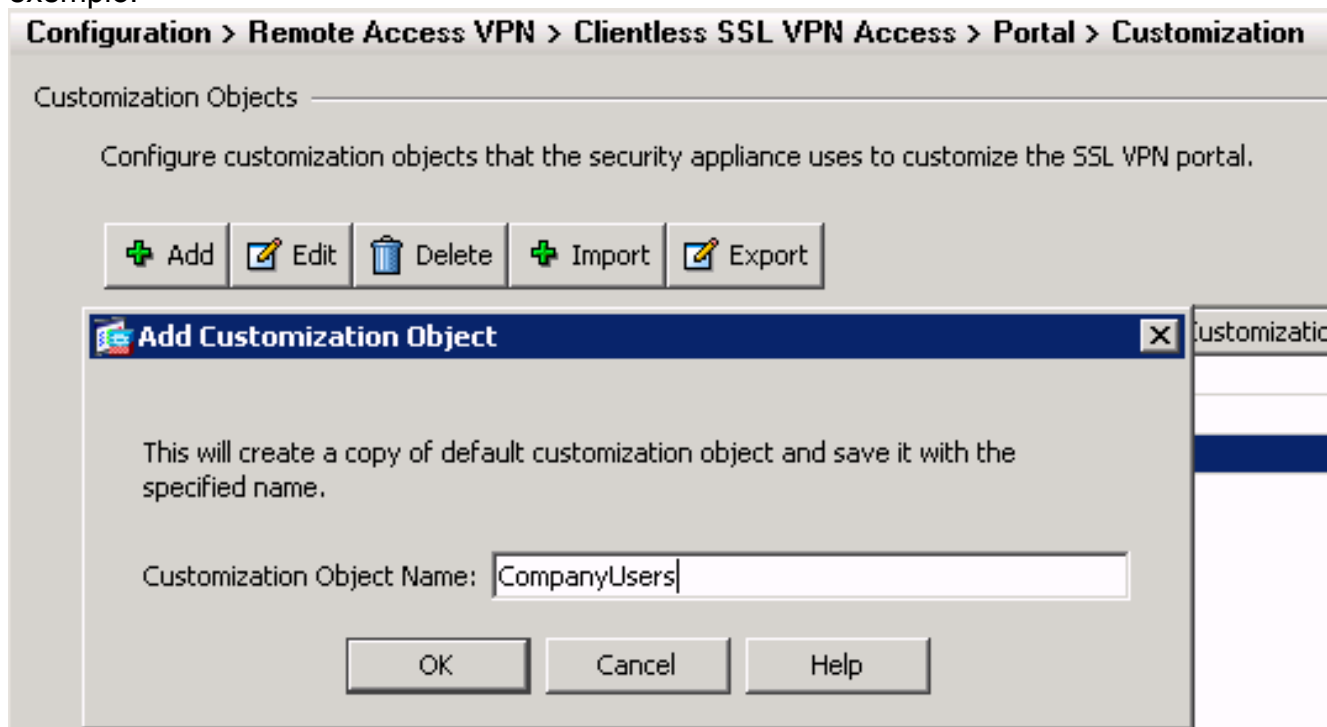 Configuration > Remote Access VPN > Clientless SSL VPN Access > Portal > Customization
Customization Objects
Configure customization objects that the security appliance uses to customize the SSL VPN portal.
Add Edit Delete Import Export
Add Customization Object
This will create a copy of default customization object and save it with the
specified name.
Customization Object Name: CompanyUsers
OK Cancel Help